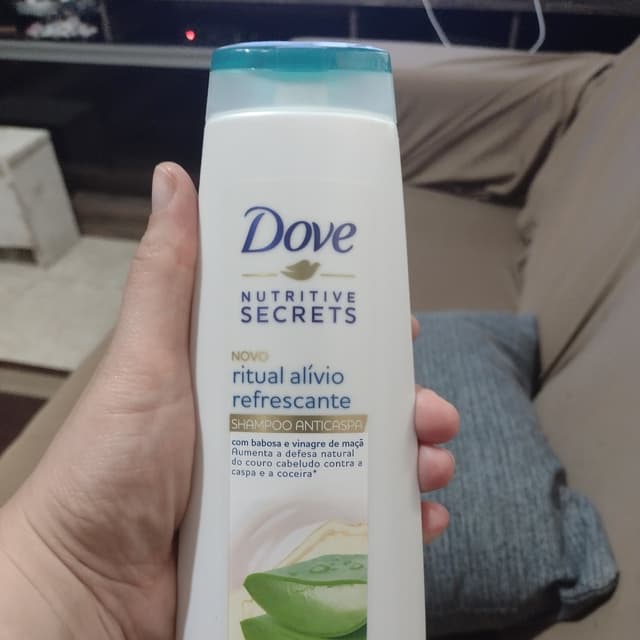 Dove
NUTRITIVE
SECRETS
NOVO
ritual alívio
refrescante
SHAMPOO ANTICASPA
com babosa e vinagre de maçã
Aumenta a defesa natural
do couro cabeludo contra a
caspa e a coceira*